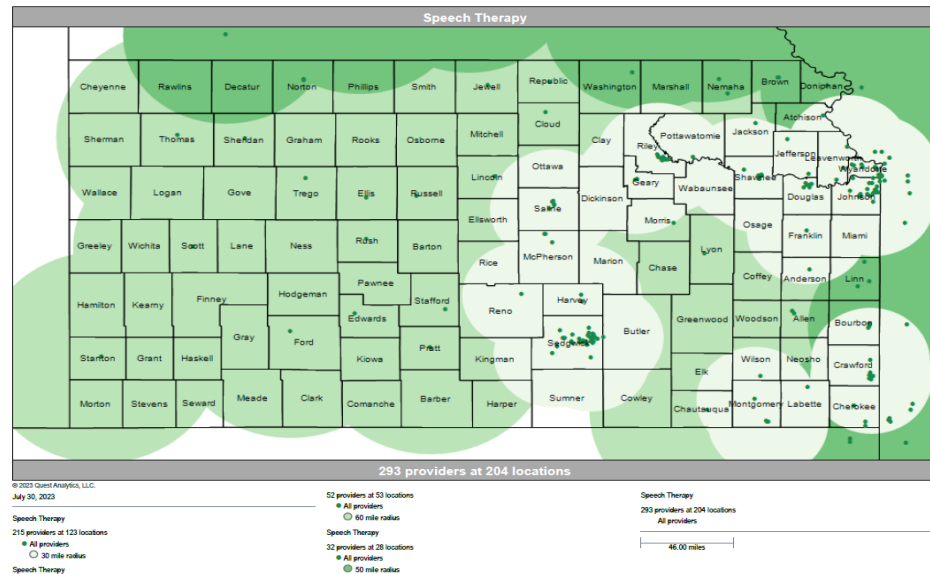 Speech Therapy
Cheyenne Rawlins Decatur Norton Phillips Smith Jewell Republic Washington Marshall Nemaha Brown Doniphan
Atchison
Sherman Thomas Sheridan Graham Rooks Osborne Mitchell Cloud Clay Riley Pottawatomie Jackson
Jefferson Leavenworth
Wyandotte
Wallace Logan Gove Trego Ellis Russell Lincoln Ottawa Saline Dickinson Geary Wabaunsee Shawnee Douglas Johnson
Ellsworth Morris Osage
Greeley Wichita Scott Lane Ness Rush Barton Rice McPherson Marion Chase Lyon Franklin Miami
Pawnee Coffey Anderson Linn
Hamilton Kearny Finney Hodgeman Stafford Reno Harvey
Gray Ford Edwards Sedgwick Butler Greenwood Woodson Allen Bourbon
Stanton Grant Haskell Kiowa Pratt Kingman Elk Wilson Neosho Crawford
Morton Stevens Seward Meade Clark Comanche Barber Harper Sumner Cowley Chautauqua Montgomery Labette Cherokee
293 providers at 204 locations
© 2023 Quest Analytics, LLC.
July 30, 2023
Speech Therapy
215 providers at 123 locations
All providers
30 mile radius
Speech Therapy
52 providers at 53 locations
All providers
60 mile radius
Speech Therapy
32 providers at 28 locations
All providers
50 mile radius
Speech Therapy
293 providers at 204 locations
All providers
46.00 miles